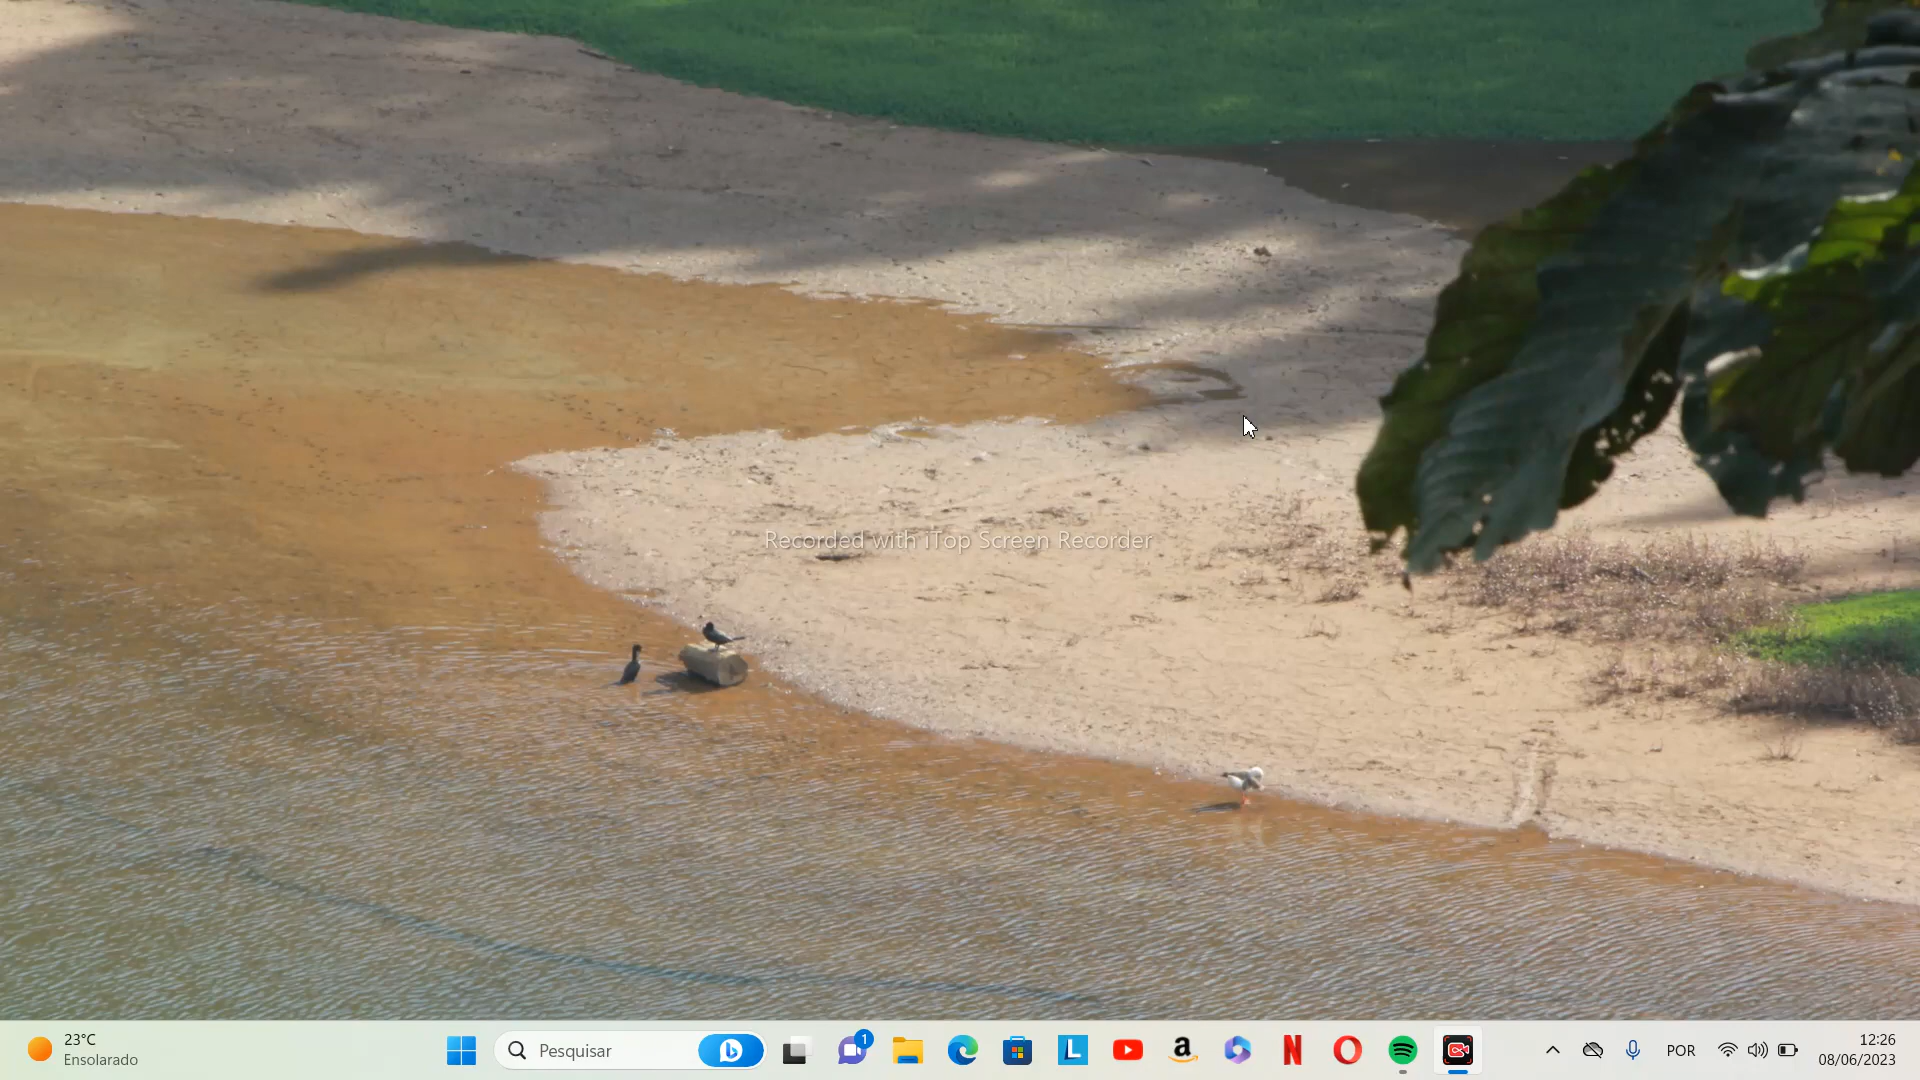 Recorded with iTop Screen Recorder
23°C
Ensolarado
Pesquisar
1
L
a
N
POR
12:26
08/06/2023